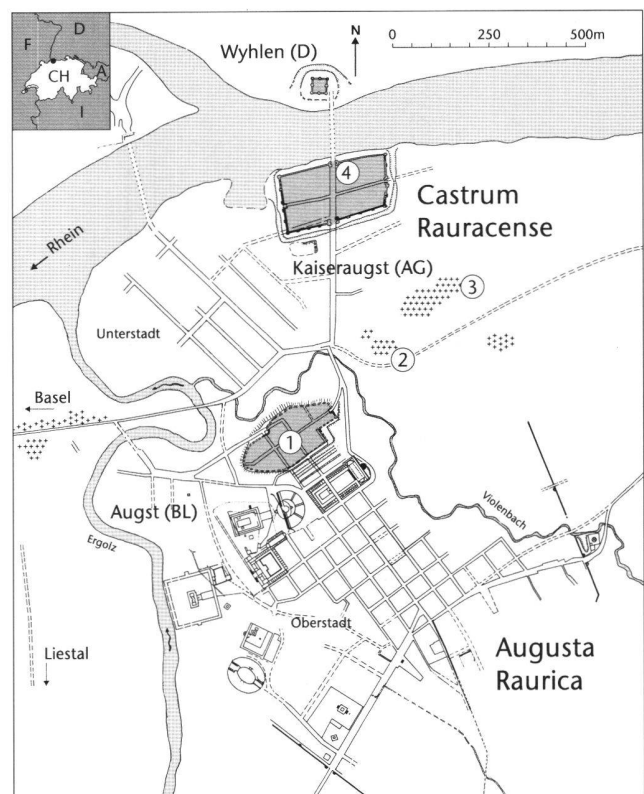 F
D
CH
A
I
Wyhlen (D)
N
0 250 500m
4
Castrum
Rauracense
Rhein
Kaiseraugst (AG)
3
Unterstadt
2
Basel
1
Augst (BL)
Violenbach
Ergolz
Oberstadt
Liestal
Augusta
Raurica